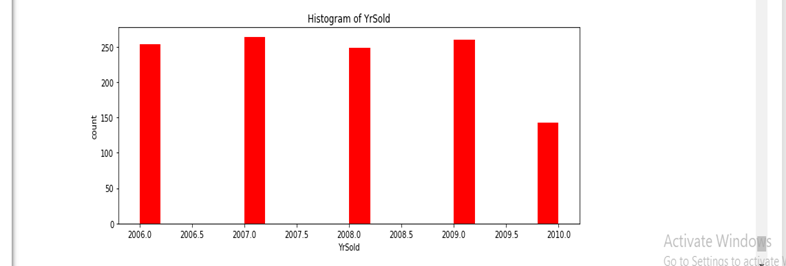 Histogram of YrSold
250
200
150
100
50
0
count
2006.0 2006.5 2007.0 2007.5 2008.0 2008.5 2009.0 2009.5 2010.0
YrSold
Activate Windows
Go to Settings to activate W